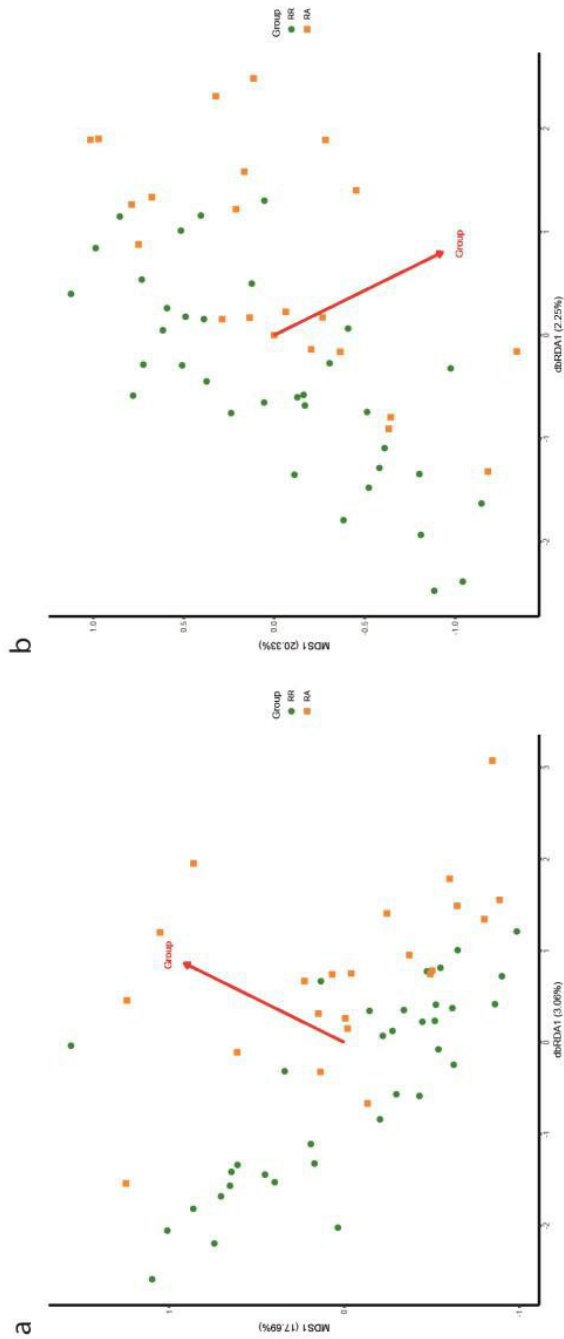 a
MDS1 (17.69%)
1
0
-1
Group
-2 -1 0 1 2 3
dbRDA1 (3.06%)
Group
RR
RA
b
MDS1 (20.33%)
1.0
0.5
0.0
-0.5
-1.0
Group
-2 -1 0 1 2
dbRDA1 (2.25%)
Group
RR
RA